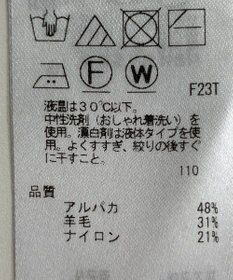 F
W
F23T
液温は30℃以下。
中性洗剤(おしゃれ着洗い)を
使用。漂白剤は液体タイプを使
用。よくすすぎ、絞りの後すぐ
に干すこと。
110
品質
アルパカ 48%
羊毛 31%
ナイロン 21%